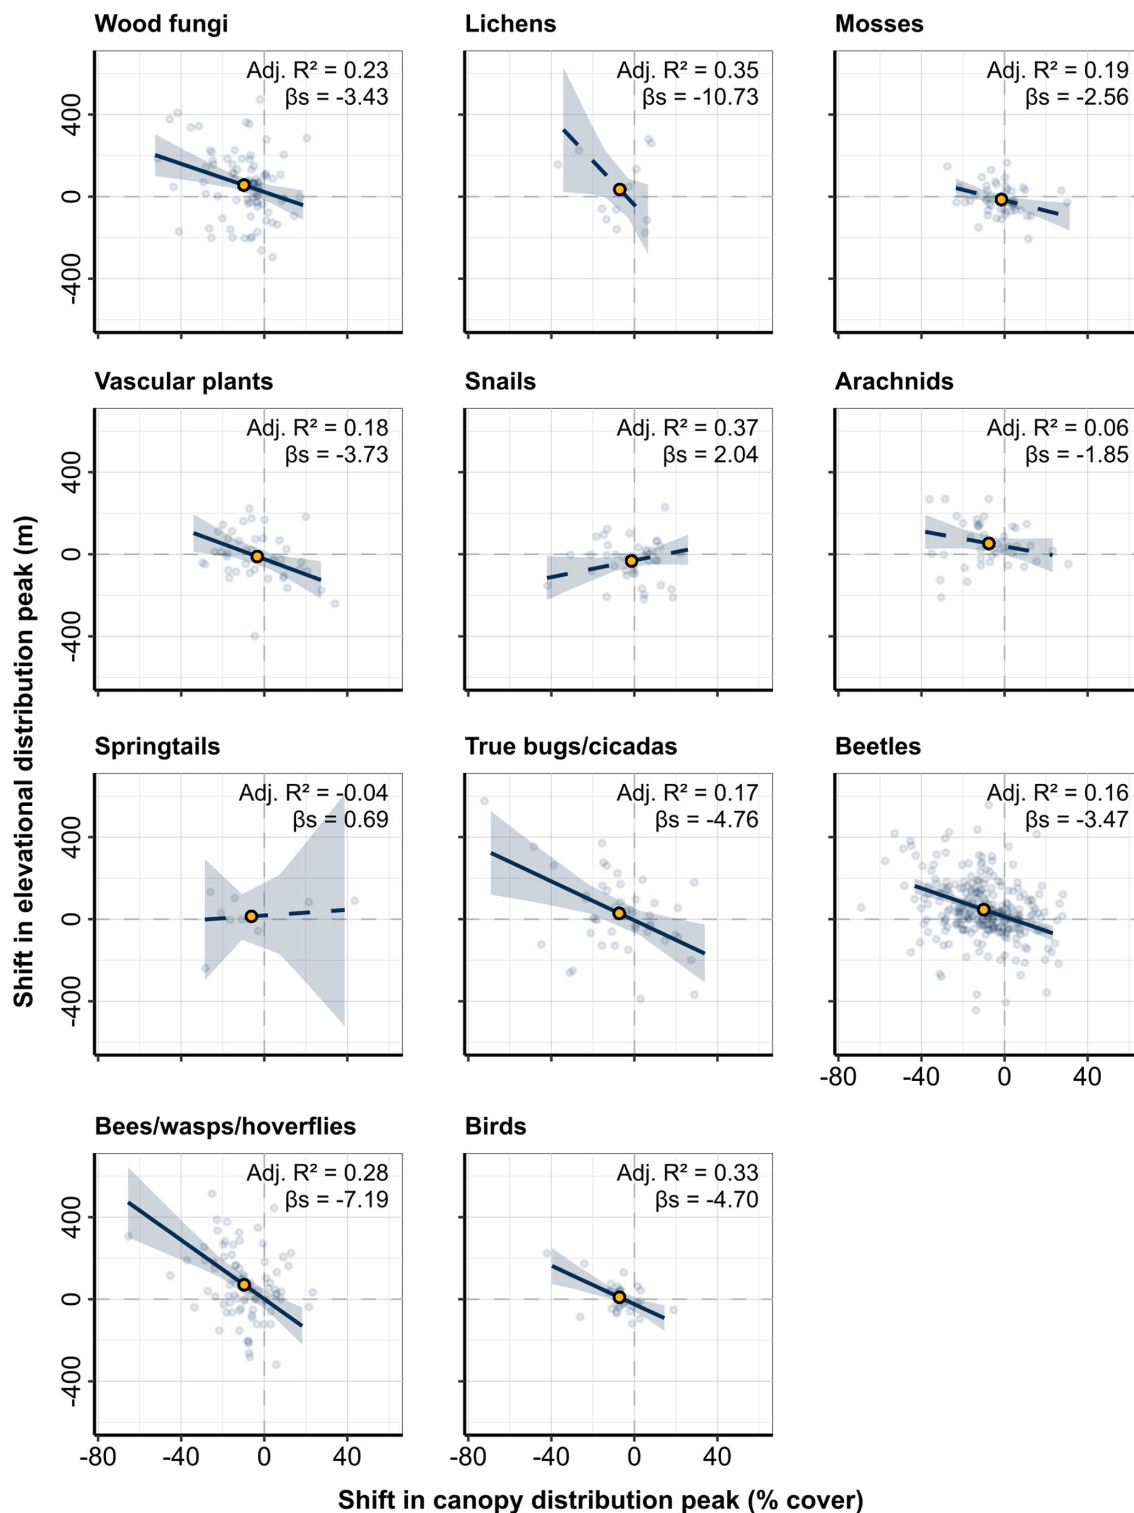 Wood fungi
Adj. R² = 0.23
βs = -3.43
Lichens
Adj. R² = 0.35
βs = -10.73
Mosses
Adj. R² = 0.19
βs = -2.56
400
0
-400
Vascular plants
Adj. R² = 0.18
βs = -3.73
Snails
Adj. R² = 0.37
βs = 2.04
Arachnids
Adj. R² = 0.06
βs = -1.85
400
0
-400
Shift in elevational distribution peak (m)
Springtails
Adj. R² = -0.04
βs = 0.69
True bugs/cicadas
Adj. R² = 0.17
βs = -4.76
Beetles
Adj. R² = 0.16
βs = -3.47
400
0
-400
-80 -40 0 40
Bees/wasps/hoverflies
Adj. R² = 0.28
βs = -7.19
Birds
Adj. R² = 0.33
βs = -4.70
400
0
-400
-80 -40 0 40
-80 -40 0 40
Shift in canopy distribution peak (% cover)